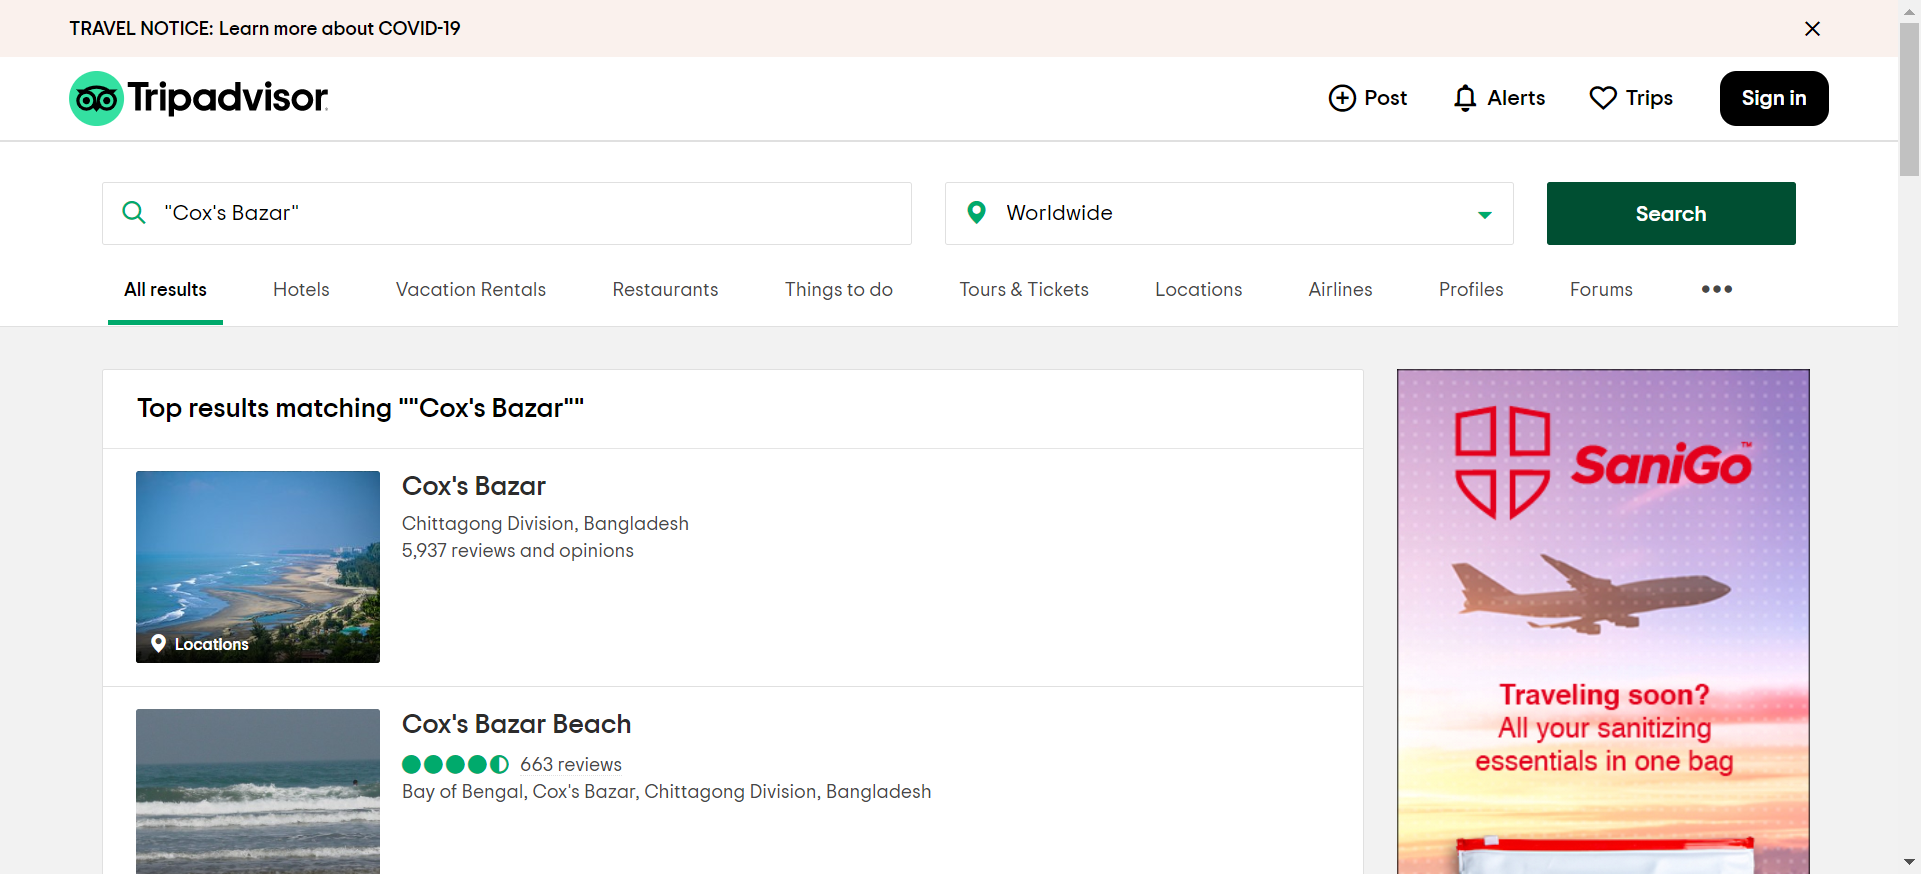 TRAVEL NOTICE: Learn more about COVID-19
Tripadvisor
Post
Alerts
Trips
Sign in
"Cox's Bazar"
Worldwide
Search
All results
Hotels
Vacation Rentals
Restaurants
Things to do
Tours & Tickets
Locations
Airlines
Profiles
Forums
Top results matching ""Cox's Bazar""
Cox's Bazar
Chittagong Division, Bangladesh
5,937 reviews and opinions
Locations
Cox's Bazar Beach
663 reviews
Bay of Bengal, Cox's Bazar, Chittagong Division, Bangladesh
SaniGo™
Traveling soon?
All your sanitizing
essentials in one bag